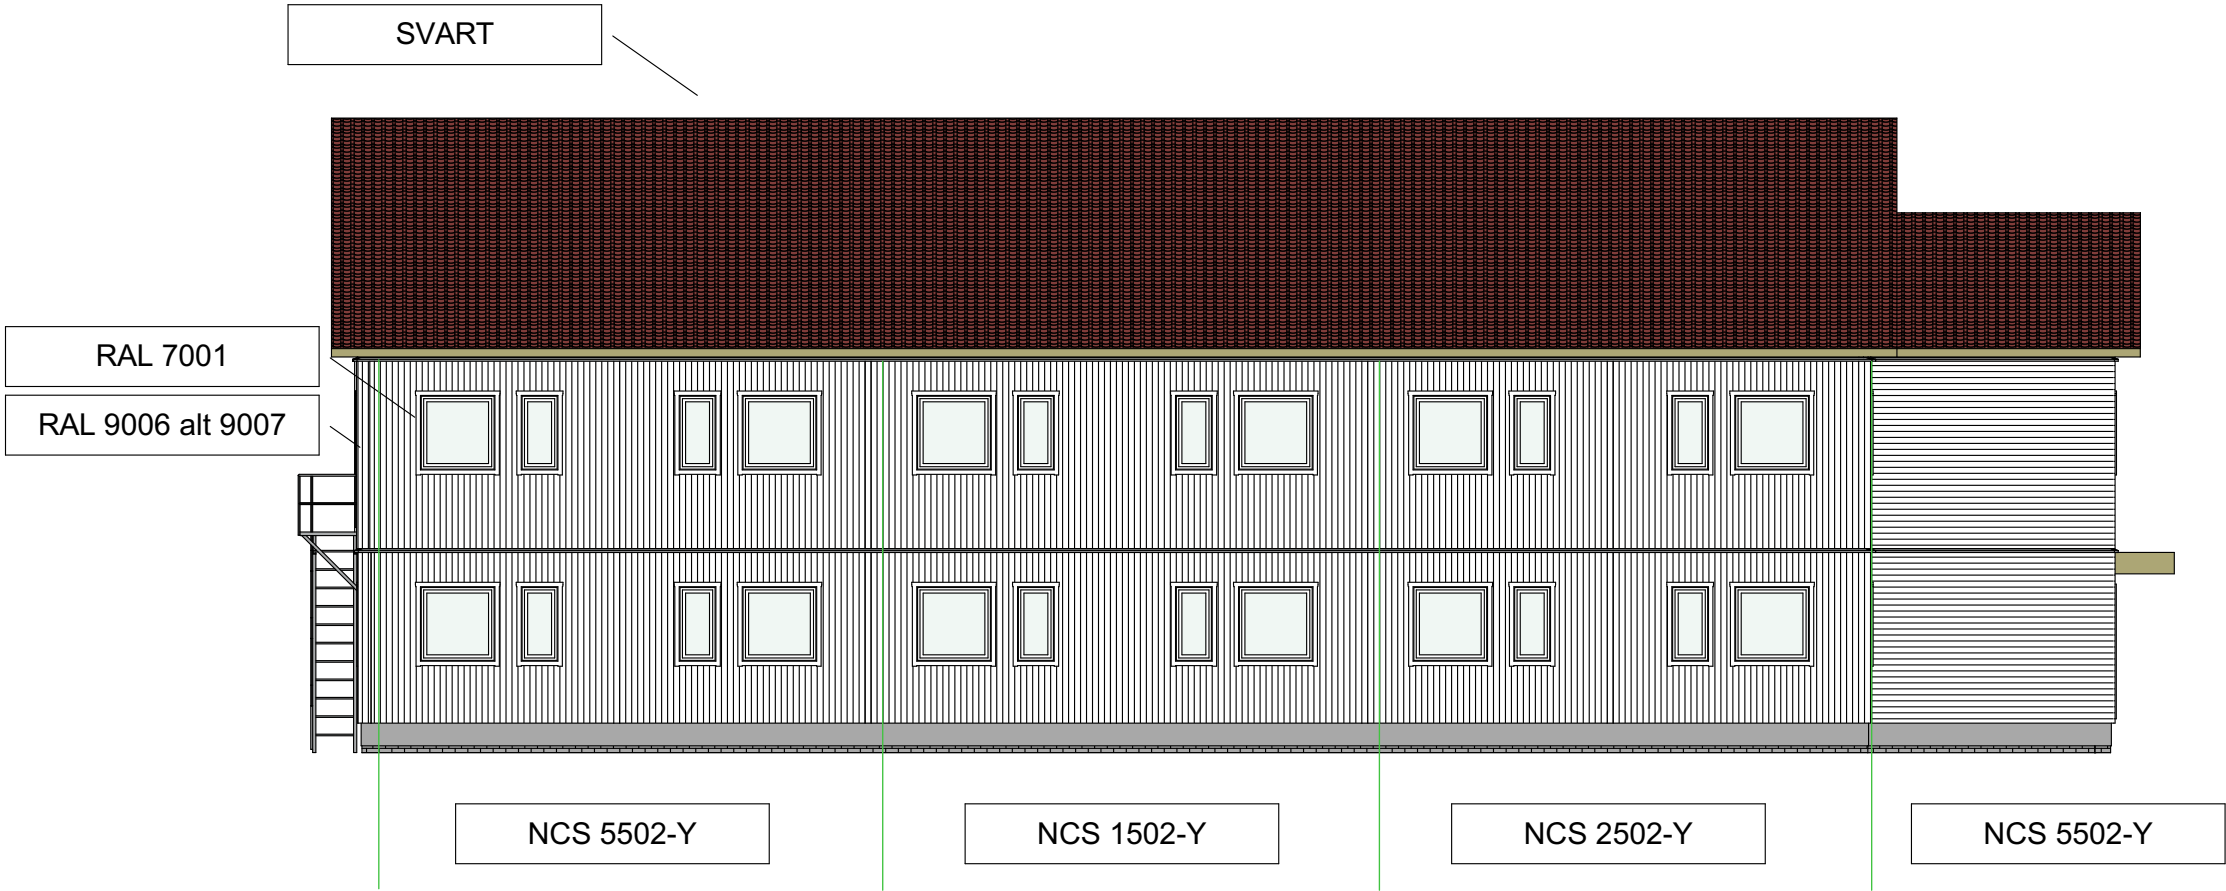 SVART
RAL 7001
RAL 9006 alt 9007
NCS 5502-Y
NCS 1502-Y
NCS 2502-Y
NCS 5502-Y